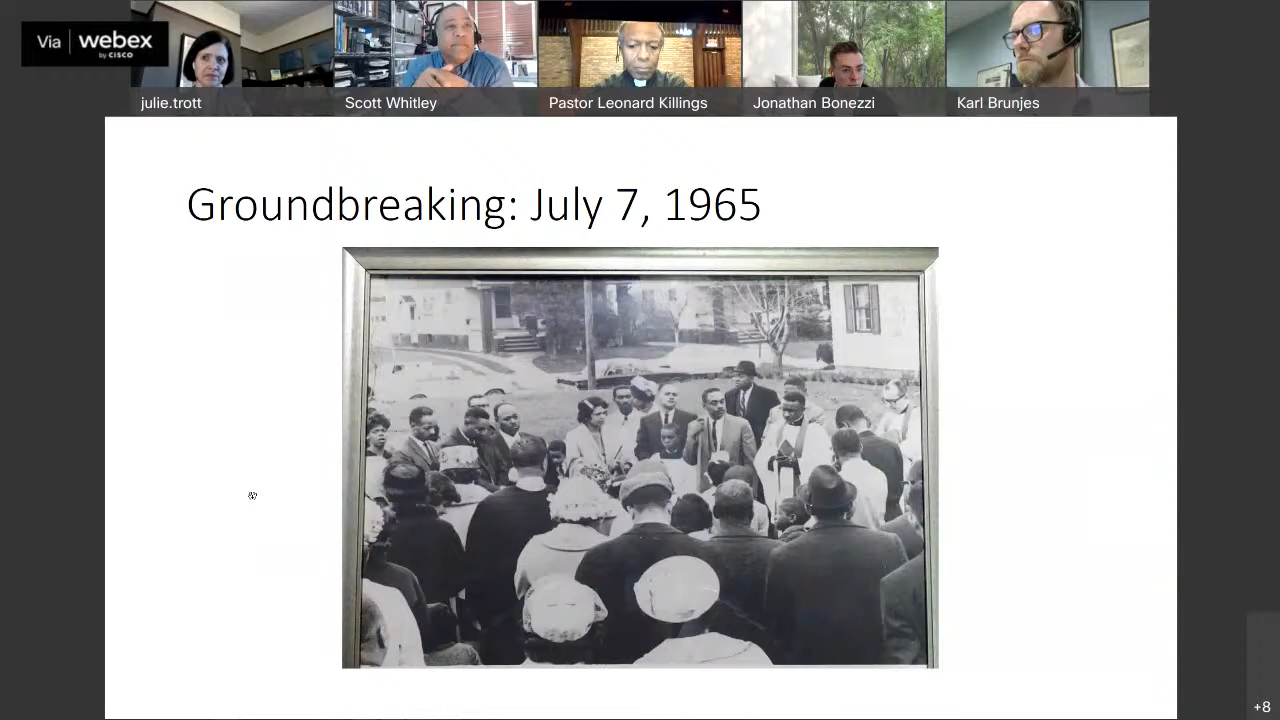 Via webex
by CISCO
julie.trott
Scott Whitley
Pastor Leonard Killings
Jonathan Bonezzi
Karl Brunjes
Groundbreaking: July 7, 1965
+8